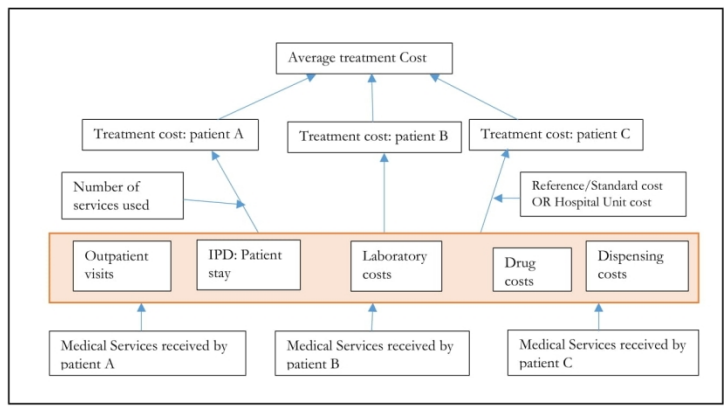 Average treatment Cost
Treatment cost: patient A
Treatment cost: patient B
Treatment cost: patient C
Number of
services used
Reference/Standard cost
OR Hospital Unit cost
Outpatient
visits
IPD: Patient
stay
Laboratory
costs
Drug
costs
Dispensing
costs
Medical Services received by
patient A
Medical Services received by
patient B
Medical Services received by
patient C